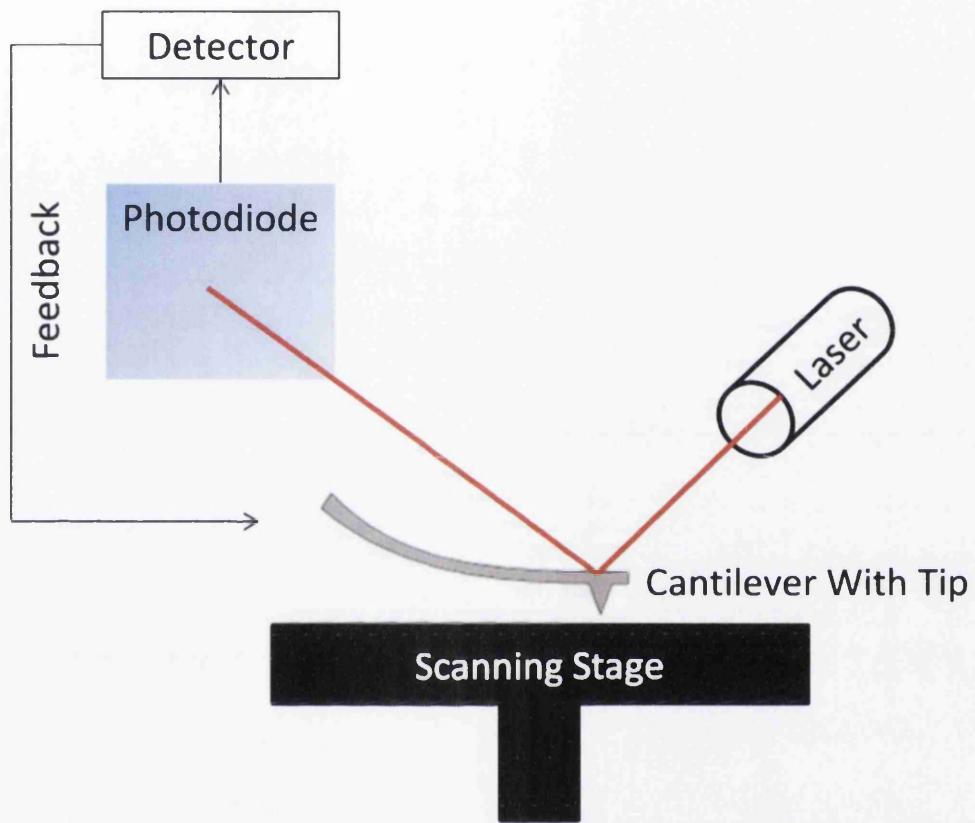 Detector
Photodiode
Feedback
Laser
Cantilever With Tip
Scanning Stage